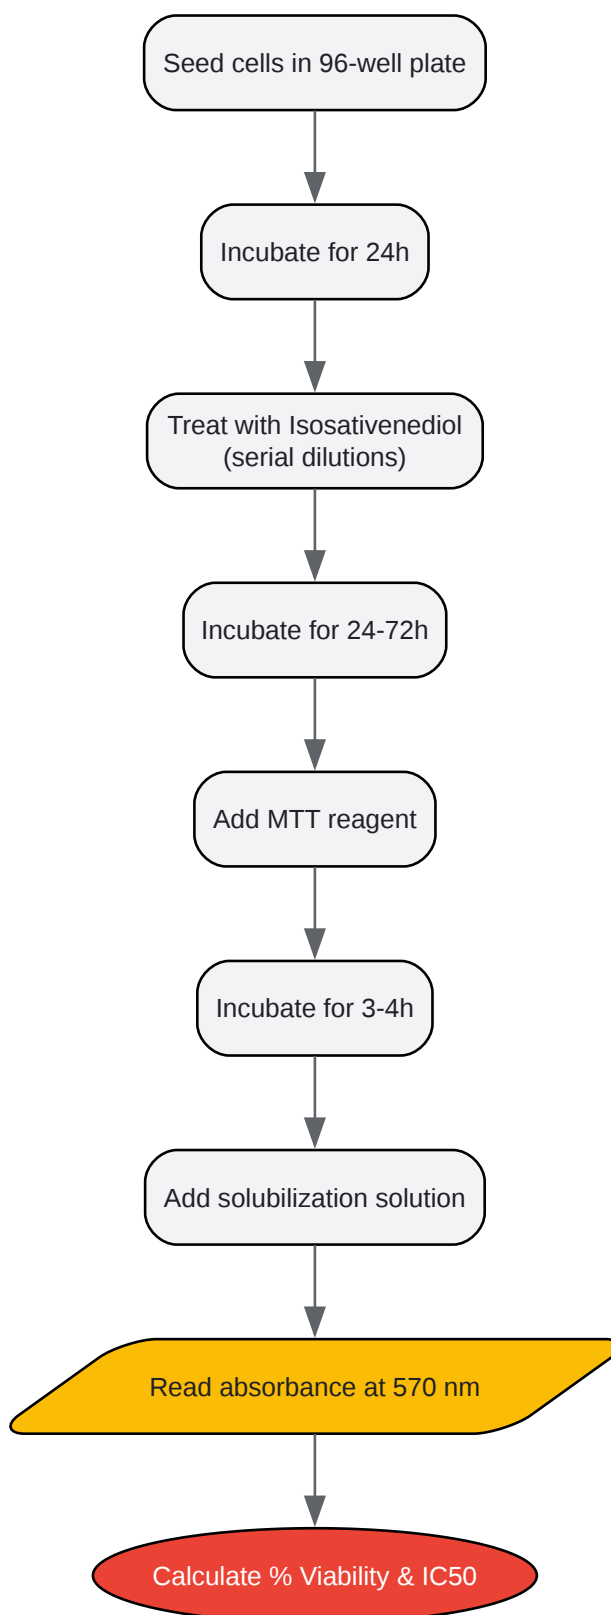 Seed cells in 96-well plate
Incubate for 24h
Treat with Isosativenediol
(serial dilutions)
Incubate for 24-72h
Add MTT reagent
Incubate for 3-4h
Add solubilization solution
Read absorbance at 570 nm
Calculate % Viability & IC50